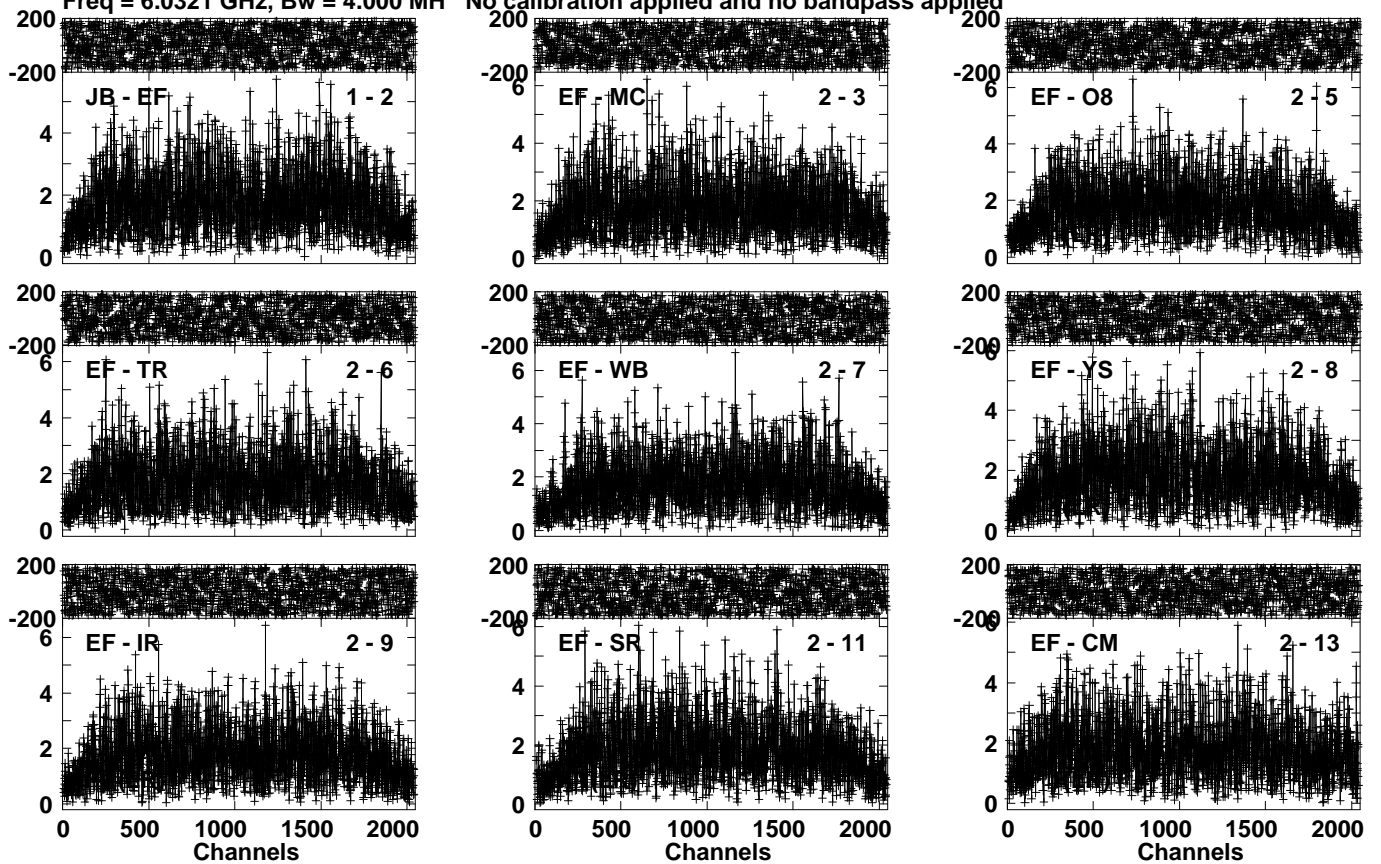 Freq = 6.0321 GHz, Bw = 4.000 MH No calibration applied and no bandpass applied
200 200 200
-200 -200 -200
JB - EF 1 - 2 6 EF - MC 2 - 3 6 EF - O8 2 - 5
4 4 4
2 2 2
0 0 0
200 200 200
-200 -200 -200
6 EF - TR 2 - 6 6 EF - WB 2 - 7 6 EF - YS 2 - 8
4 4 4
2 2 2
0 0 0
200 200 200
-200 -200 -200
6 EF - IR 2 - 9 6 EF - SR 2 - 11 6 EF - CM 2 - 13
4 4 4
2 2 2
0 0 0
0 500 1000 1500 2000 0 500 1000 1500 2000 0 500 1000 1500 2000
Channels Channels Channels